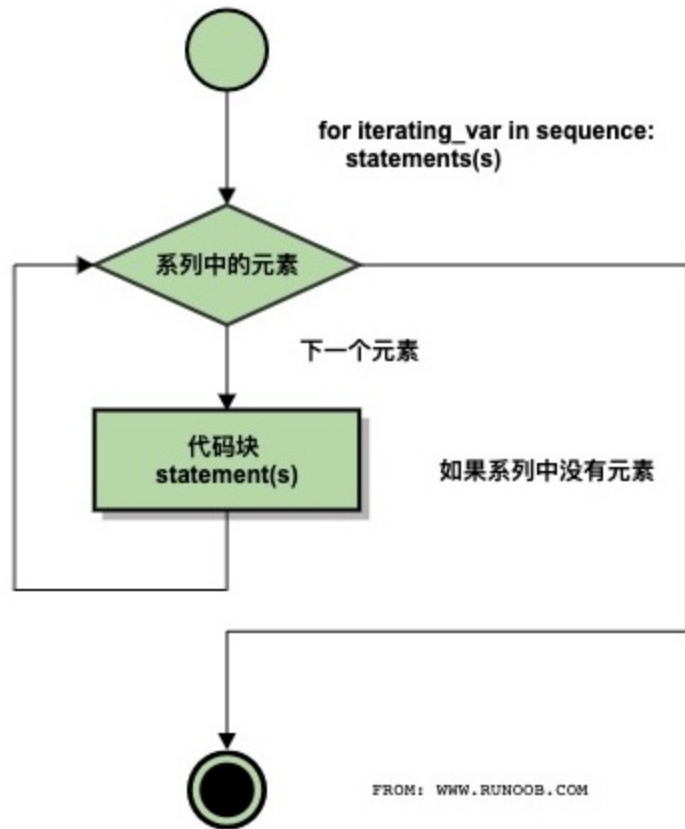 for iterating_var in sequence:
statements(s)
系列中的元素
下一个元素
代码块
statement(s)
如果系列中没有元素
FROM: WWW.RUNOOB.COM